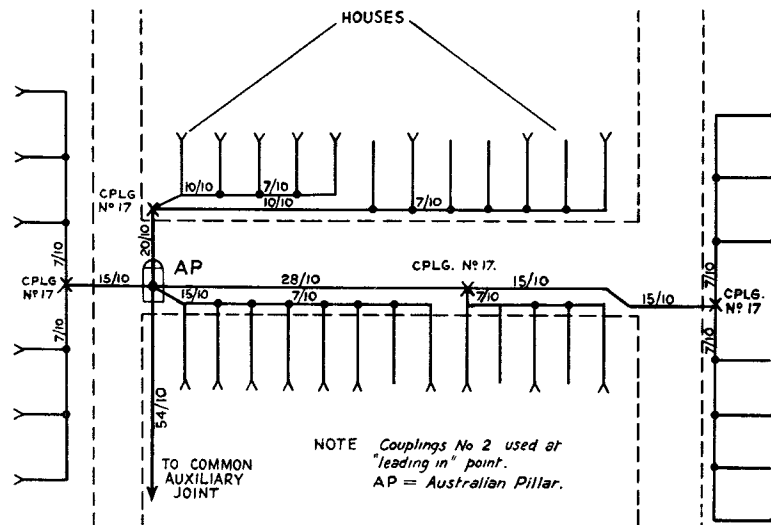 HOUSES
10/10
7/10
CPLG
Nº 17
10/10
7/10
20/10
7/10
AP
CPLG
Nº 17
15/10
28/10
CPLG. Nº 17.
15/10
15/10
7/10
CPLG.
Nº 17
15/10
7/10
7/10
7/10
7/10
54/10
NOTE Couplings No 2 used at
"leading in" point.
AP = Australian Pillar.
TO COMMON
AUXILIARY
JOINT